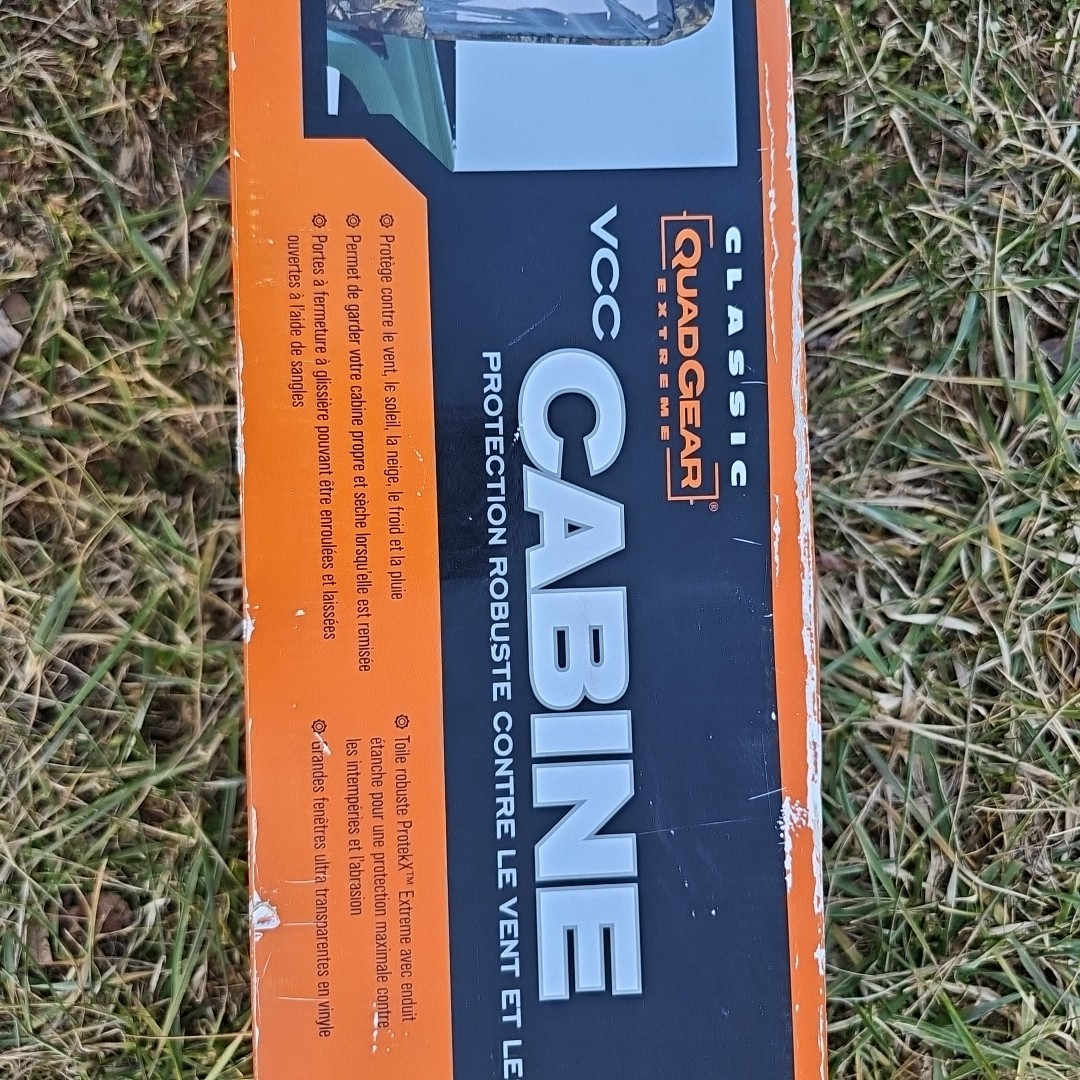 CLASSIC
QUADGEAR®
EXTREME
VCC CABINE
PROTECTION ROBUSTE CONTRE LE VENT ET LE
Protège contre le vent, le soleil, la neige, le froid et la pluie
Permet de garder votre cabine propre et sèche lorsqu'elle est remisée
Portes à fermeture à glissière pouvant être enroulées et laissées
ouvertes à l'aide de sangles
Toile robuste ProtekX™ Extreme avec enduit
étanche pour une protection maximale contre
les intempéries et l'abrasion
Grandes fenêtres ultra transparentes en vinyle